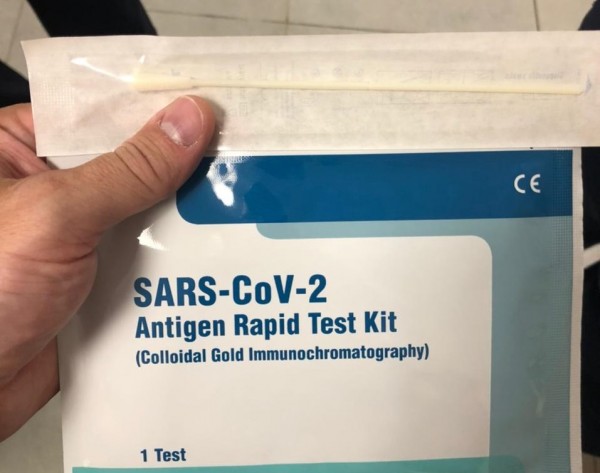 CE
SARS-CoV-2
Antigen Rapid Test Kit
(Colloidal Gold Immunochromatography)
1 Test